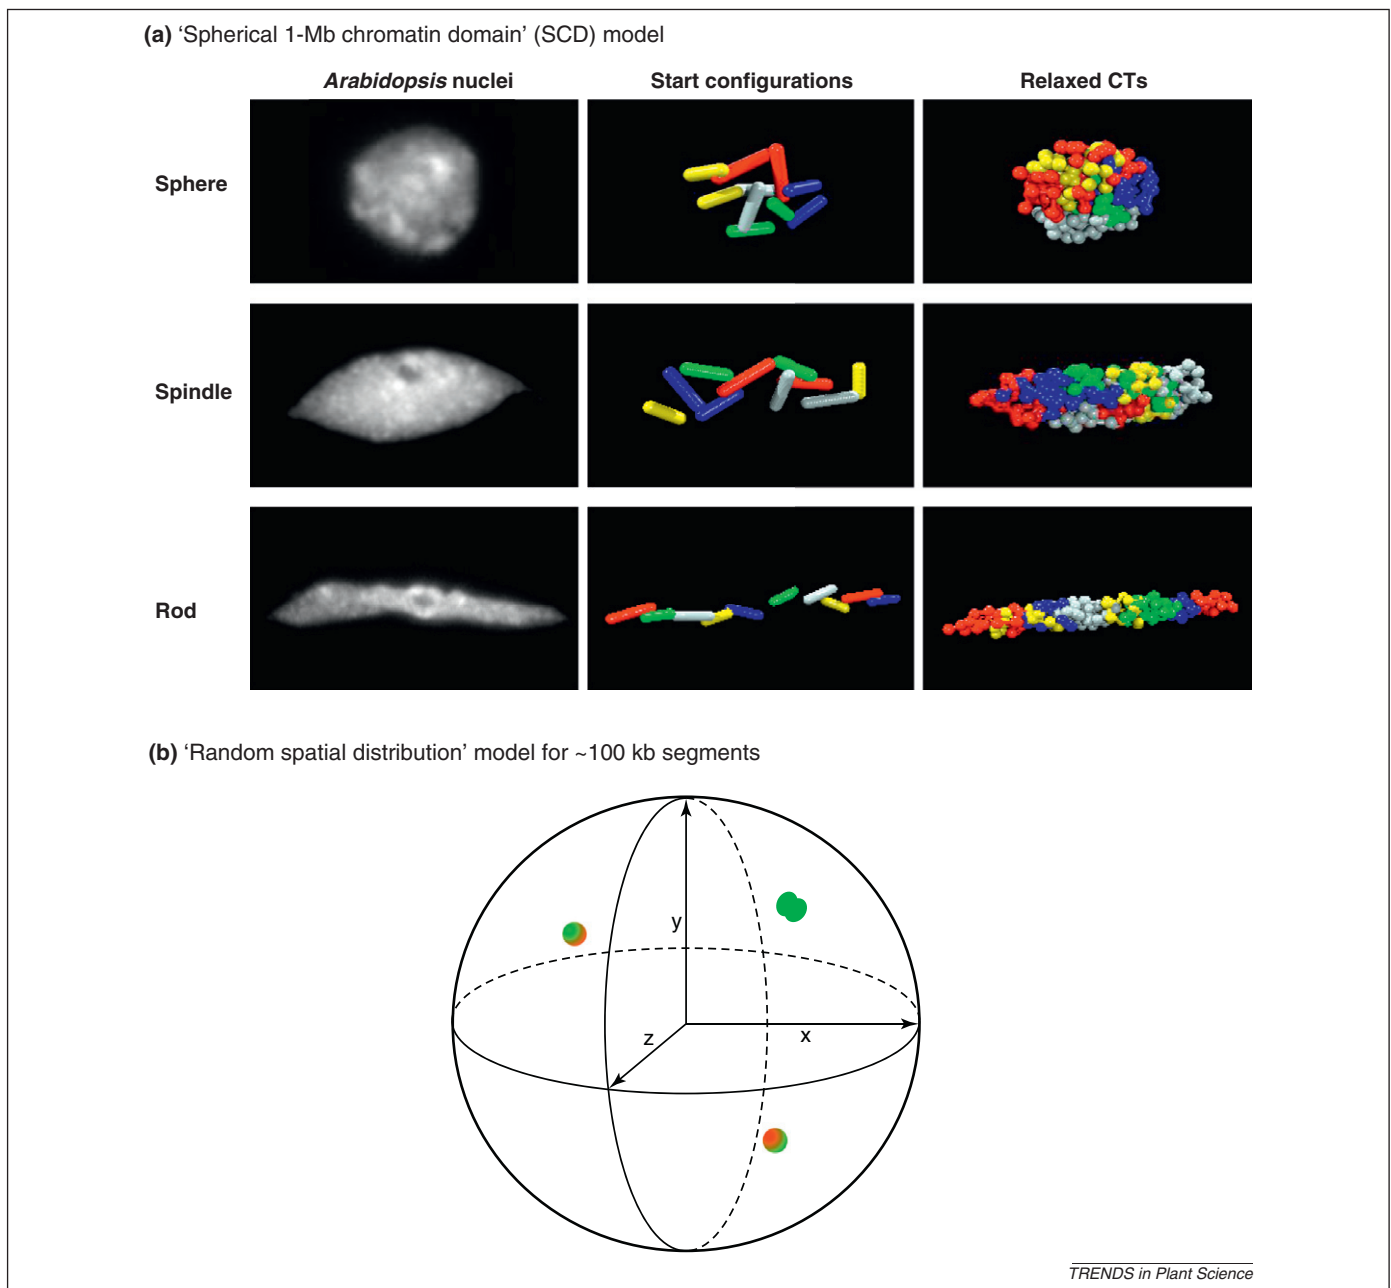 (a) ‘Spherical 1-Mb chromatin domain’ (SCD) model
Arabidopsis nuclei Start configurations Relaxed CTs
Sphere
Spindle
Rod
(b) ‘Random spatial distribution’ model for ~100 kb segments
y
z
x
TRENDS in Plant Science